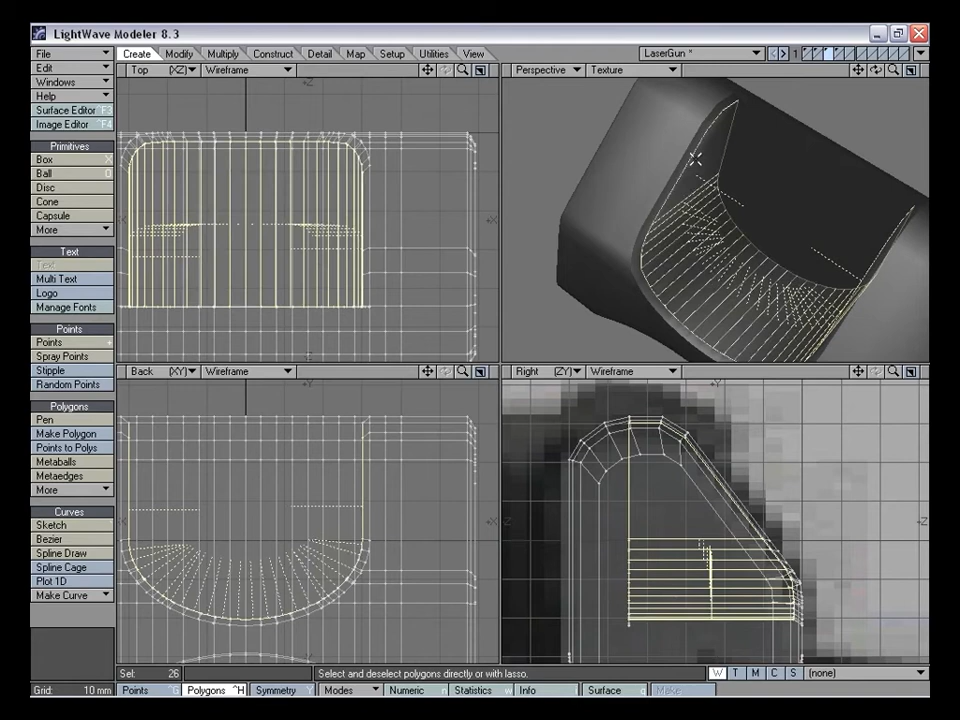 LightWave Modeler 8.3
File Create Modify Multiply Construct Detail Map Setup Utilities View LaserGun * 1
Edit Top (XZ) Wireframe Perspective Texture
Windows
Help
Surface Editor ^F3
Image Editor ^F4
Primitives
Box X
Ball O
Disc
Cone
Capsule
More
Text
Text
Multi Text
Logo
Manage Fonts
Points
Points +
Spray Points
Stipple Back (XY) Wireframe Right (ZY) Wireframe
Random Points
Polygons
Pen
Make Polygon
Points to Polys
Metaballs
Metaedges
More
Curves
Sketch
Bezier
Spline Draw
Spline Cage
Plot 1D
Make Curve
Sel: 26 Select and deselect polygons directly or with lasso. W T M C S (none)
Grid: 10 mm Points ^G Polygons ^H Symmetry Y Modes Numeric n Statistics w Info i Surface q Make